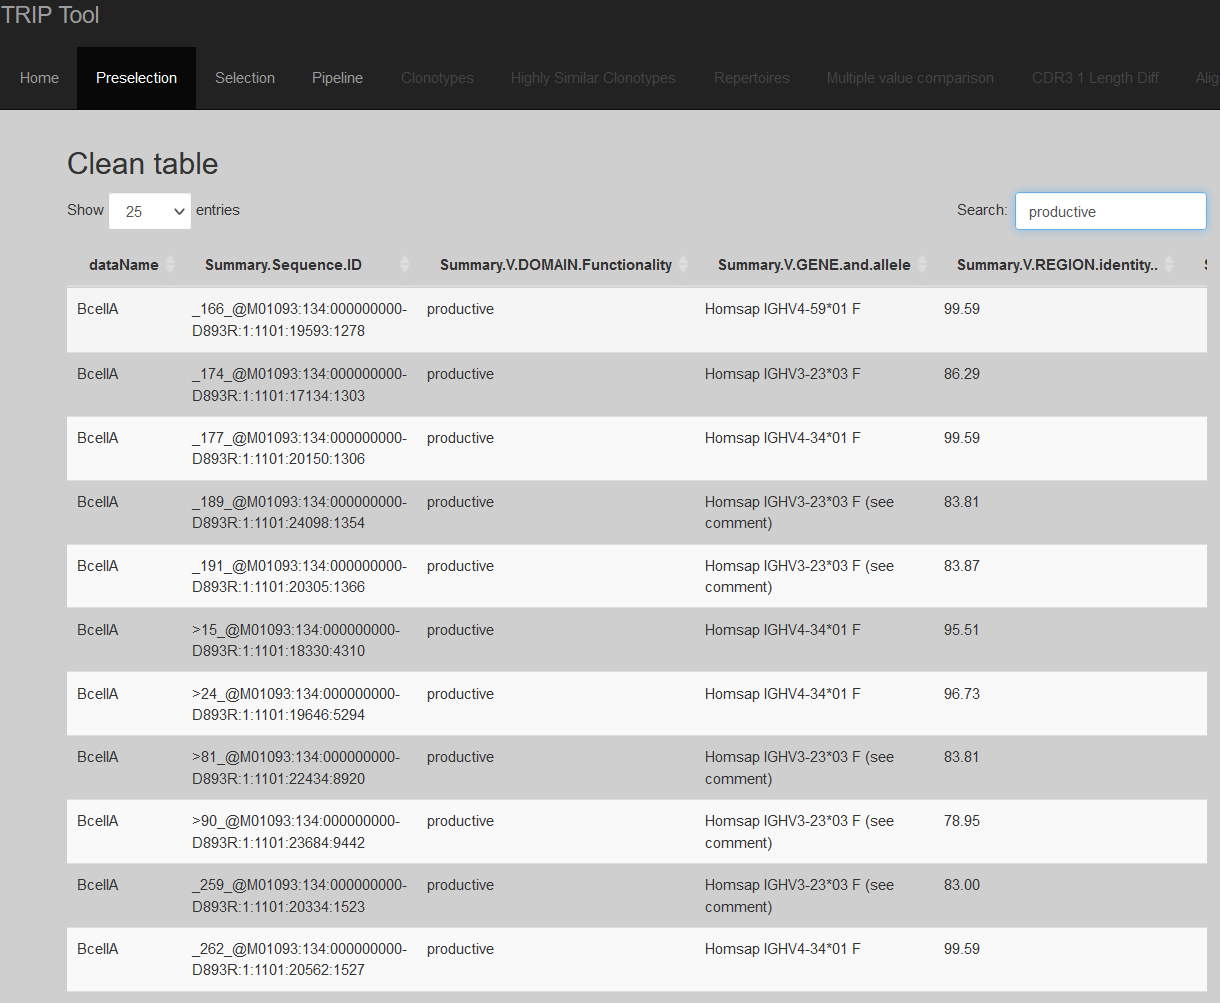 TRIP Tool
Home Preselection Selection Pipeline Clonotypes Highly Similar Clonotypes Repertoires Multiple value comparison CDR3 1 Length Diff Alig
Clean table
Show 25 entries Search: productive
dataName Summary.Sequence.ID Summary.V.DOMAIN.Functionality Summary.V.GENE.and.allele Summary.V.REGION.identity..
BcellA _166_@M01093:134:000000000- productive Homsap IGHV4-59*01 F 99.59
D893R:1:1101:19593:1278
BcellA _174_@M01093:134:000000000- productive Homsap IGHV3-23*03 F 86.29
D893R:1:1101:17134:1303
BcellA _177_@M01093:134:000000000- productive Homsap IGHV4-34*01 F 99.59
D893R:1:1101:20150:1306
BcellA _189_@M01093:134:000000000- productive Homsap IGHV3-23*03 F (see 83.81
D893R:1:1101:24098:1354 comment)
BcellA _191_@M01093:134:000000000- productive Homsap IGHV3-23*03 F (see 83.87
D893R:1:1101:20305:1366 comment)
BcellA >15_@M01093:134:000000000- productive Homsap IGHV4-34*01 F 95.51
D893R:1:1101:18330:4310
BcellA >24_@M01093:134:000000000- productive Homsap IGHV4-34*01 F 96.73
D893R:1:1101:19646:5294
BcellA >81_@M01093:134:000000000- productive Homsap IGHV3-23*03 F (see 83.81
D893R:1:1101:22434:8920 comment)
BcellA >90_@M01093:134:000000000- productive Homsap IGHV3-23*03 F (see 78.95
D893R:1:1101:23684:9442 comment)
BcellA _259_@M01093:134:000000000- productive Homsap IGHV3-23*03 F (see 83.00
D893R:1:1101:20334:1523 comment)
BcellA _262_@M01093:134:000000000- productive Homsap IGHV4-34*01 F 99.59
D893R:1:1101:20562:1527